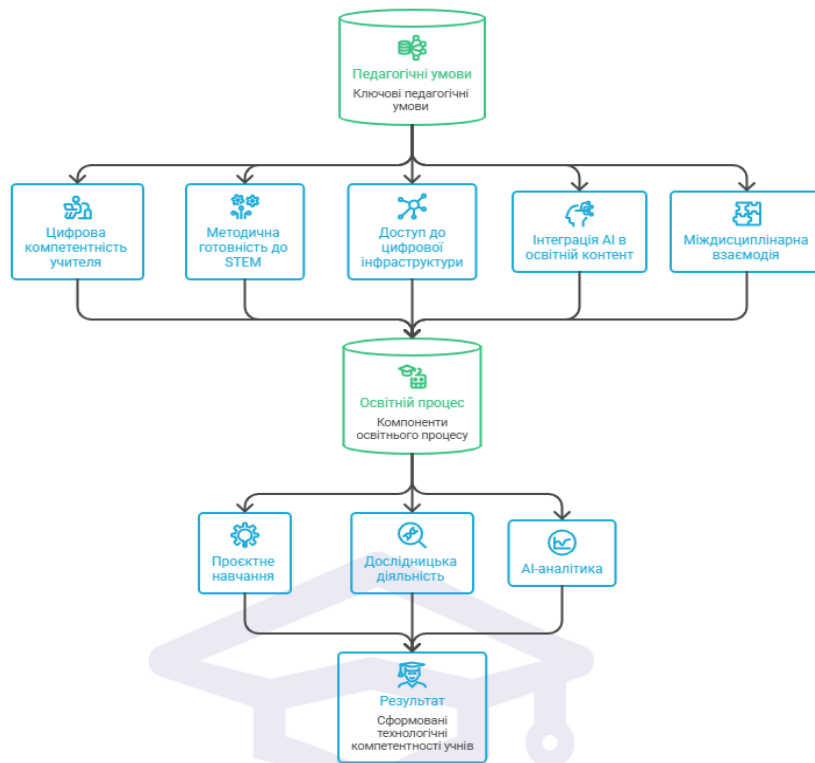 Педагогічні умови
Ключові педагогічні
умови
Цифрова
компетентність
учителя
Методична
готовність до
STEM
Доступ до
цифрової
інфраструктури
Інтеграція AI в
освітній контент
Міждисциплінарна
взаємодія
Освітній процес
Компоненти
освітнього процесу
Проєктне
навчання
Дослідницька
діяльність
AI-аналітика
Результат
Сформовані
технологічні
компетентності учнів